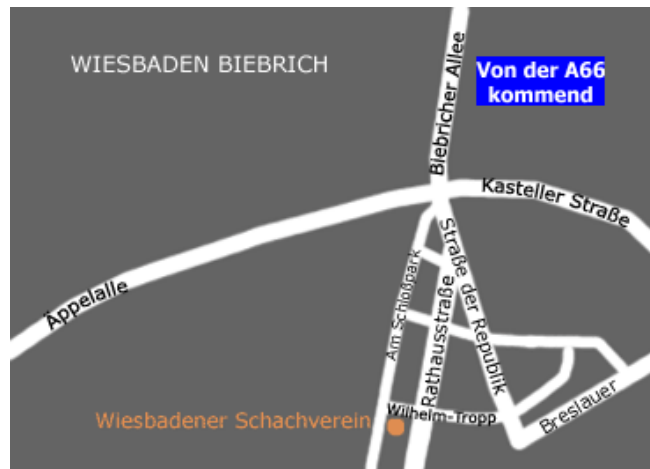 WIESBADEN BIEBRICH
Von der A66
kommend
Biebricher Allee
Kasteller Straße
Äppelalle
Straße der Republik
Am Schloßpark
Rathausstraße
Wilhelm-Tropp
Breslauer
Wiesbadener Schachverein